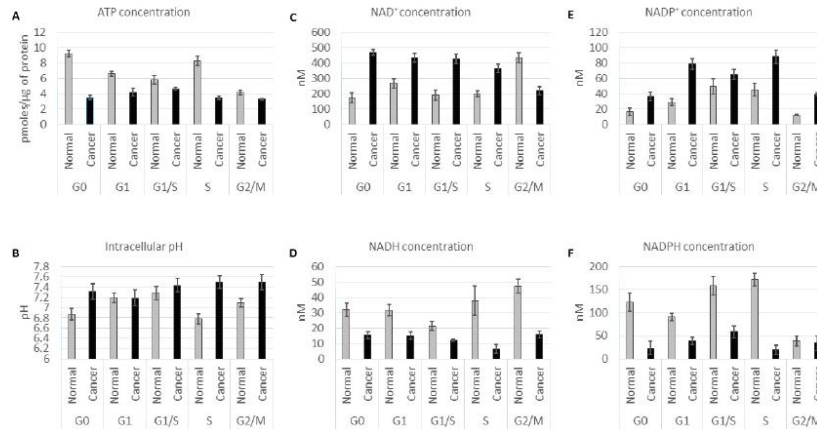 A
ATP concentration
pmoles/µg of protein
12
10
8
6
4
2
0
Normal Cancer Normal Cancer Normal Cancer Normal Cancer Normal Cancer
G0 G1 G1/S S G2/M
C
NAD⁺ concentration
nM
600
500
400
300
200
100
0
Normal Cancer Normal Cancer Normal Cancer Normal Cancer Normal Cancer
G0 G1 G1/S S G2/M
E
NADP⁺ concentration
nM
120
100
80
60
40
20
0
Normal Cancer Normal Cancer Normal Cancer Normal Cancer Normal Cancer
G0 G1 G1/S S G2/M
B
Intracellular pH
pH
7.8
7.6
7.4
7.2
7
6.8
6.6
6.4
6.2
6
Normal Cancer Normal Cancer Normal Cancer Normal Cancer Normal Cancer
G0 G1 G1/S S G2/M
D
NADH concentration
nM
60
50
40
30
20
10
0
Normal Cancer Normal Cancer Normal Cancer Normal Cancer Normal Cancer
G0 G1 G1/S S G2/M
F
NADPH concentration
nM
200
150
100
50
0
Normal Cancer Normal Cancer Normal Cancer Normal Cancer Normal Cancer
G0 G1 G1/S S G2/M